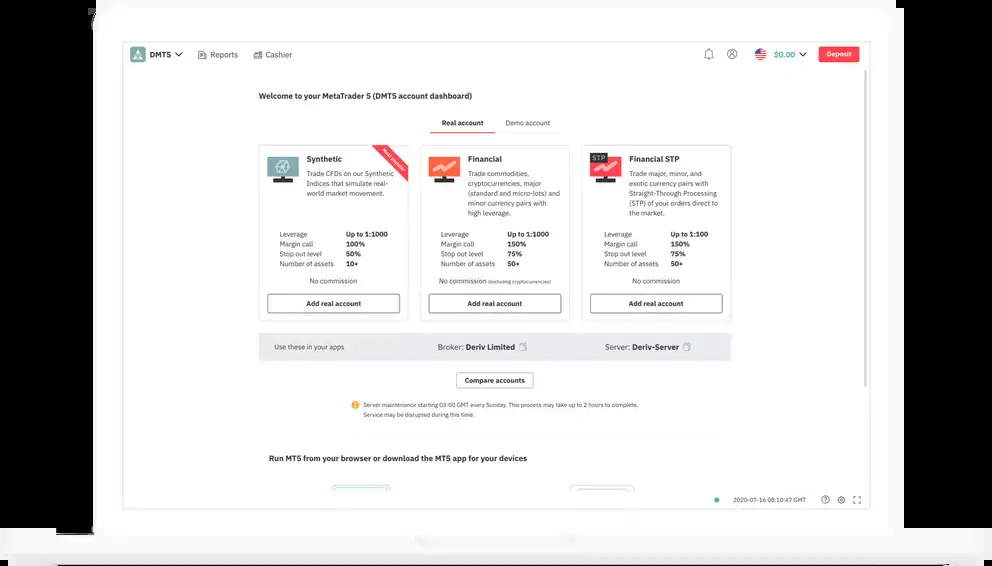 DMT5 Reports Cashier $0.00 Deposit
Welcome to your MetaTrader 5 (DMT5 account dashboard)
Real account Demo account
Synthetic
Most popular
Trade CFDs on our Synthetic
Indices that simulate real-
world market movement.
Leverage Up to 1:1000
Margin call 100%
Stop out level 50%
Number of assets 10+
No commission
Add real account
Financial
Trade commodities,
cryptocurrencies, major
(standard and micro-lots) and
minor currency pairs with
high leverage.
Leverage Up to 1:1000
Margin call 150%
Stop out level 75%
Number of assets 50+
No commission (excluding cryptocurrencies)
Add real account
STP
Financial STP
Trade major, minor, and
exotic currency pairs with
Straight-Through Processing
(STP) of your orders direct to
the market.
Leverage Up to 1:100
Margin call 150%
Stop out level 75%
Number of assets 50+
No commission
Add real account
Use these in your apps Broker: Deriv Limited Server: Deriv-Server
Compare accounts
Server maintenance starting 03:00 GMT every Sunday. This process may take up to 2 hours to complete.
Service may be disrupted during this time.
Run MT5 from your browser or download the MT5 app for your devices
2020-07-16 08:10:47 GMT